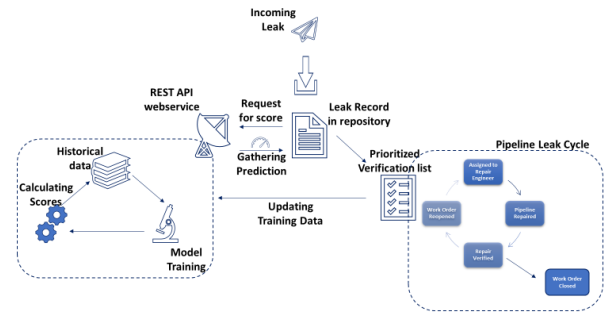 Incoming
Leak
REST API
webservice
Request
for score
Leak Record
in repository
Gathering
Prediction
Historical
data
Calculating
Scores
Model
Training
Updating
Training Data
Prioritized
Verification list
Pipeline Leak Cycle
Assigned to
Repair
Engineer
Work Order
Reopened
Pipeline
Repaired
Repair
Verified
Work Order
Closed